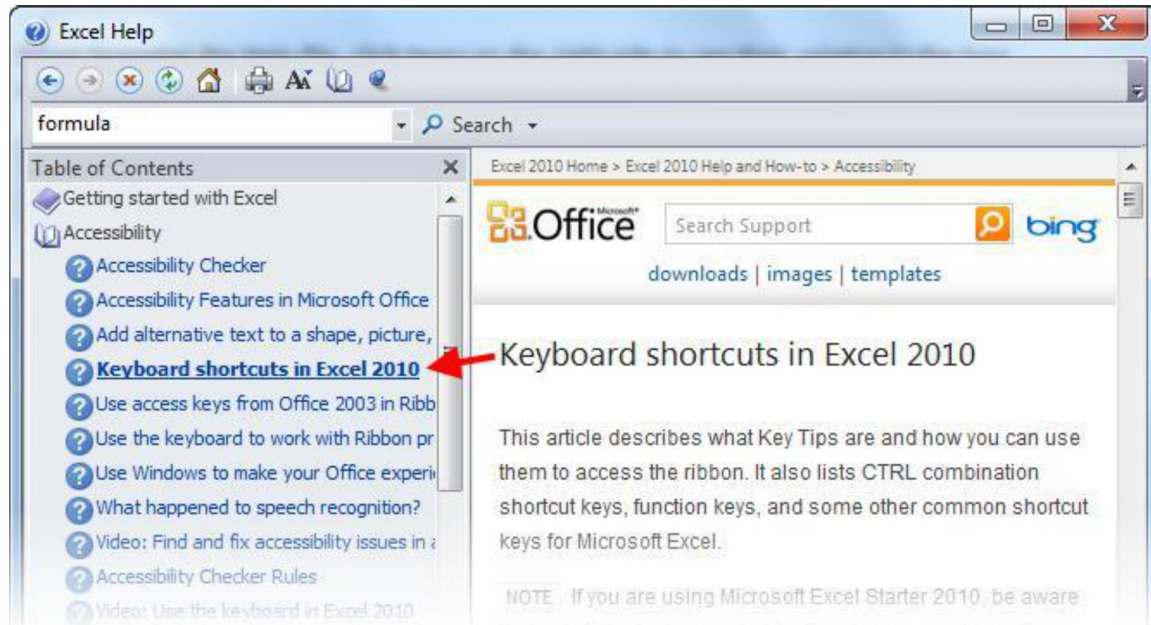 Excel Help
formula
Search
Table of Contents
Getting started with Excel
Accessibility
Accessibility Checker
Accessibility Features in Microsoft Office
Add alternative text to a shape, picture,
Keyboard shortcuts in Excel 2010
Use access keys from Office 2003 in Ribb
Use the keyboard to work with Ribbon pr
Use Windows to make your Office experi
What happened to speech recognition?
Video: Find and fix accessibility issues in a
Accessibility Checker Rules
Video: Use the keyboard in Excel 2010
Excel 2010 Home > Excel 2010 Help and How-to > Accessibility
Microsoft® Office
Search Support
bing
downloads | images | templates
Keyboard shortcuts in Excel 2010
This article describes what Key Tips are and how you can use
them to access the ribbon. It also lists CTRL combination
shortcut keys, function keys, and some other common shortcut
keys for Microsoft Excel.
NOTE If you are using Microsoft Excel Starter 2010, be aware